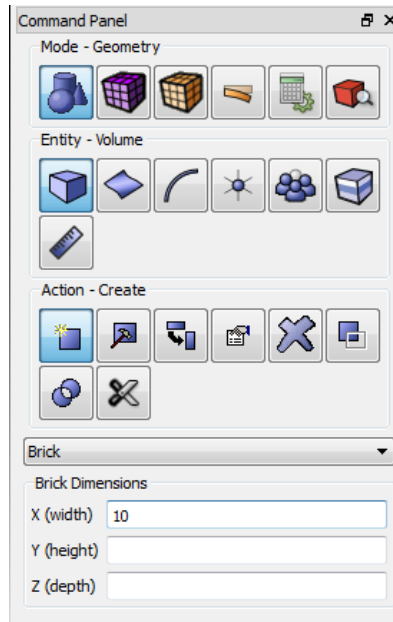 Command Panel
Mode - Geometry
Entity - Volume
Action - Create
Brick
Brick Dimensions
X (width) 10
Y (height)
Z (depth)